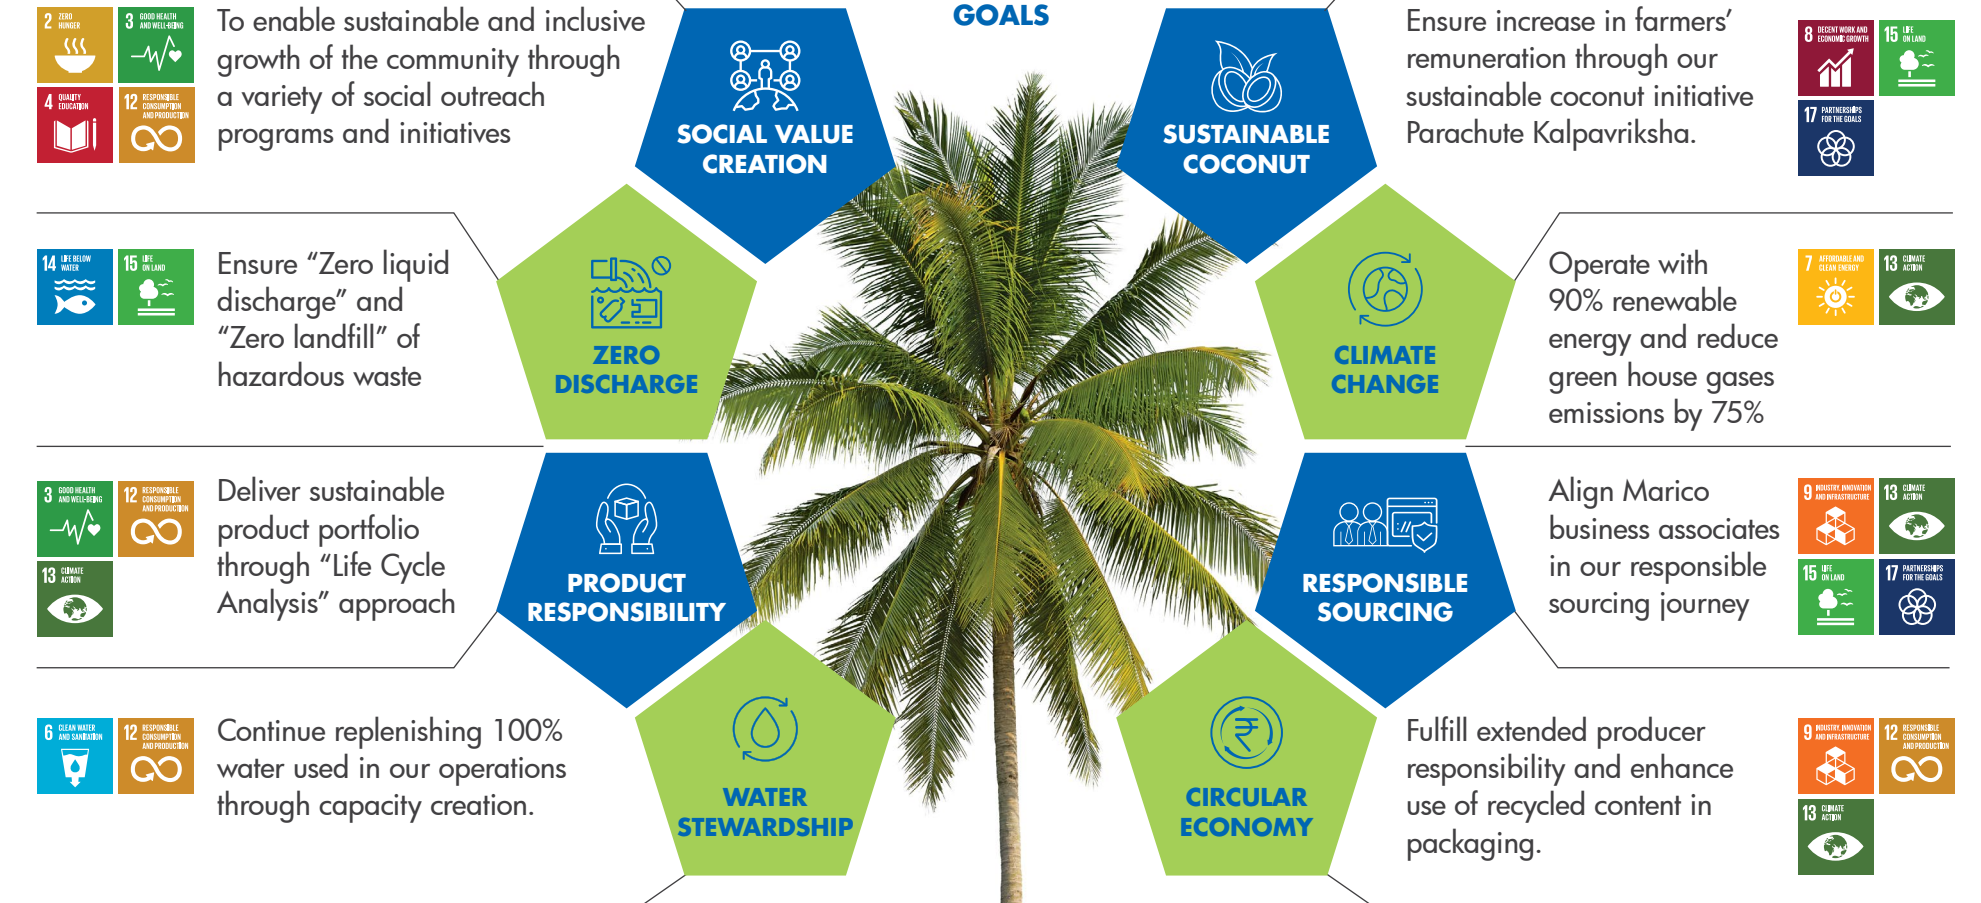 GOALS
2 ZERO
HUNGER
3 GOOD HEALTH
AND WELL-BEING
4 QUALITY
EDUCATION
12 RESPONSIBLE
CONSUMPTION
AND PRODUCTION
To enable sustainable and inclusive
growth of the community through
a variety of social outreach
programs and initiatives
SOCIAL VALUE
CREATION
SUSTAINABLE
COCONUT
Ensure increase in farmers’
remuneration through our
sustainable coconut initiative
Parachute Kalpavriksha.
8 DECENT WORK AND
ECONOMIC GROWTH
15 LIFE
ON LAND
17 PARTNERSHIPS
FOR THE GOALS
14 LIFE BELOW
WATER
15 LIFE
ON LAND
Ensure “Zero liquid
discharge” and
“Zero landfill” of
hazardous waste
ZERO
DISCHARGE
CLIMATE
CHANGE
Operate with
90% renewable
energy and reduce
green house gases
emissions by 75%
7 AFFORDABLE AND
CLEAN ENERGY
13 CLIMATE
ACTION
3 GOOD HEALTH
AND WELL-BEING
12 RESPONSIBLE
CONSUMPTION
AND PRODUCTION
13 CLIMATE
ACTION
Deliver sustainable
product portfolio
through “Life Cycle
Analysis” approach
PRODUCT
RESPONSIBILITY
RESPONSIBLE
SOURCING
Align Marico
business associates
in our responsible
sourcing journey
9 INDUSTRY, INNOVATION
AND INFRASTRUCTURE
13 CLIMATE
ACTION
15 LIFE
ON LAND
17 PARTNERSHIPS
FOR THE GOALS
6 CLEAN WATER
AND SANITATION
12 RESPONSIBLE
CONSUMPTION
AND PRODUCTION
Continue replenishing 100%
water used in our operations
through capacity creation.
WATER
STEWARDSHIP
₹
CIRCULAR
ECONOMY
Fulfill extended producer
responsibility and enhance
use of recycled content in
packaging.
9 INDUSTRY, INNOVATION
AND INFRASTRUCTURE
12 RESPONSIBLE
CONSUMPTION
AND PRODUCTION
13 CLIMATE
ACTION